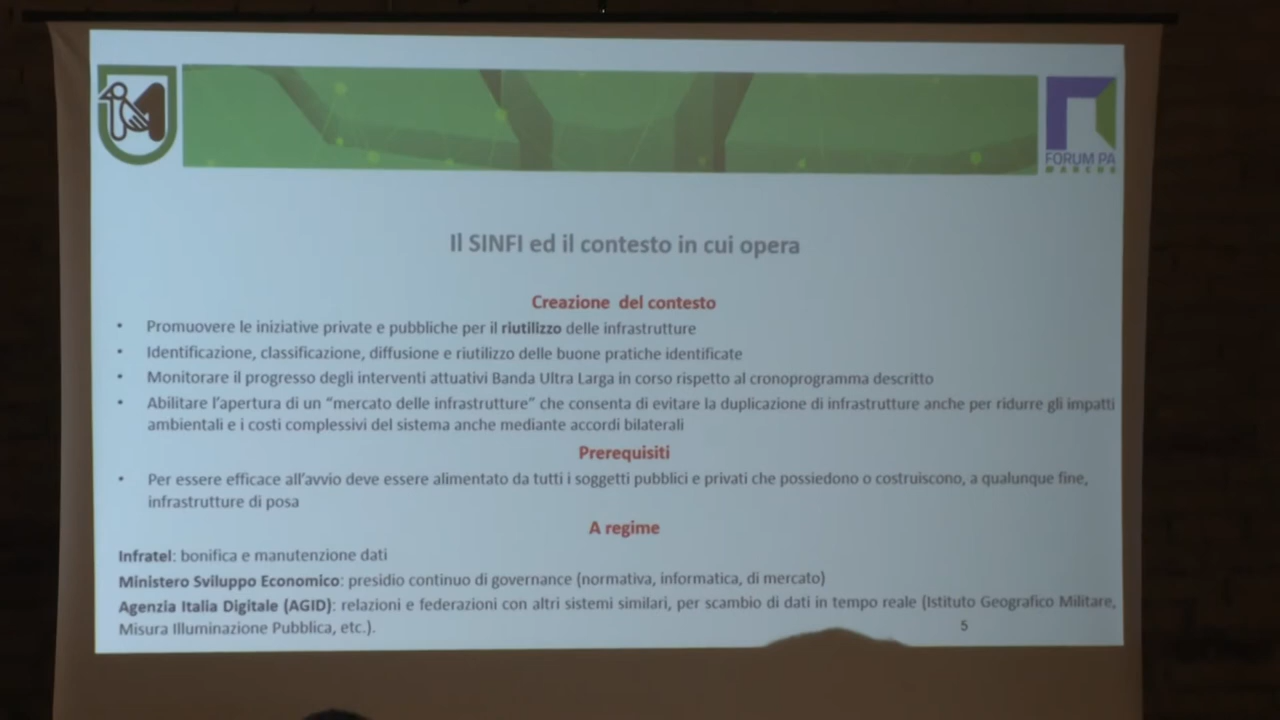 FORUM PA
MARCHE
Il SINFI ed il contesto in cui opera
Creazione del contesto
• Promuovere le iniziative private e pubbliche per il riutilizzo delle infrastrutture
• Identificazione, classificazione, diffusione e riutilizzo delle buone pratiche identificate
• Monitorare il progresso degli interventi attuativi Banda Ultra Larga in corso rispetto al cronoprogramma descritto
• Abilitare l'apertura di un "mercato delle infrastrutture" che consenta di evitare la duplicazione di infrastrutture anche per ridurre gli impatti
ambientali e i costi complessivi del sistema anche mediante accordi bilaterali
Prerequisiti
• Per essere efficace all'avvio deve essere alimentato da tutti i soggetti pubblici e privati che possiedono o costruiscono, a qualunque fine,
infrastrutture di posa
A regime
Infratel: bonifica e manutenzione dati
Ministero Sviluppo Economico: presidio continuo di governance (normativa, informatica, di mercato)
Agenzia Italia Digitale (AGID): relazioni e federazioni con altri sistemi similari, per scambio di dati in tempo reale (Istituto Geografico Militare,
Misura Illuminazione Pubblica, etc.).
5